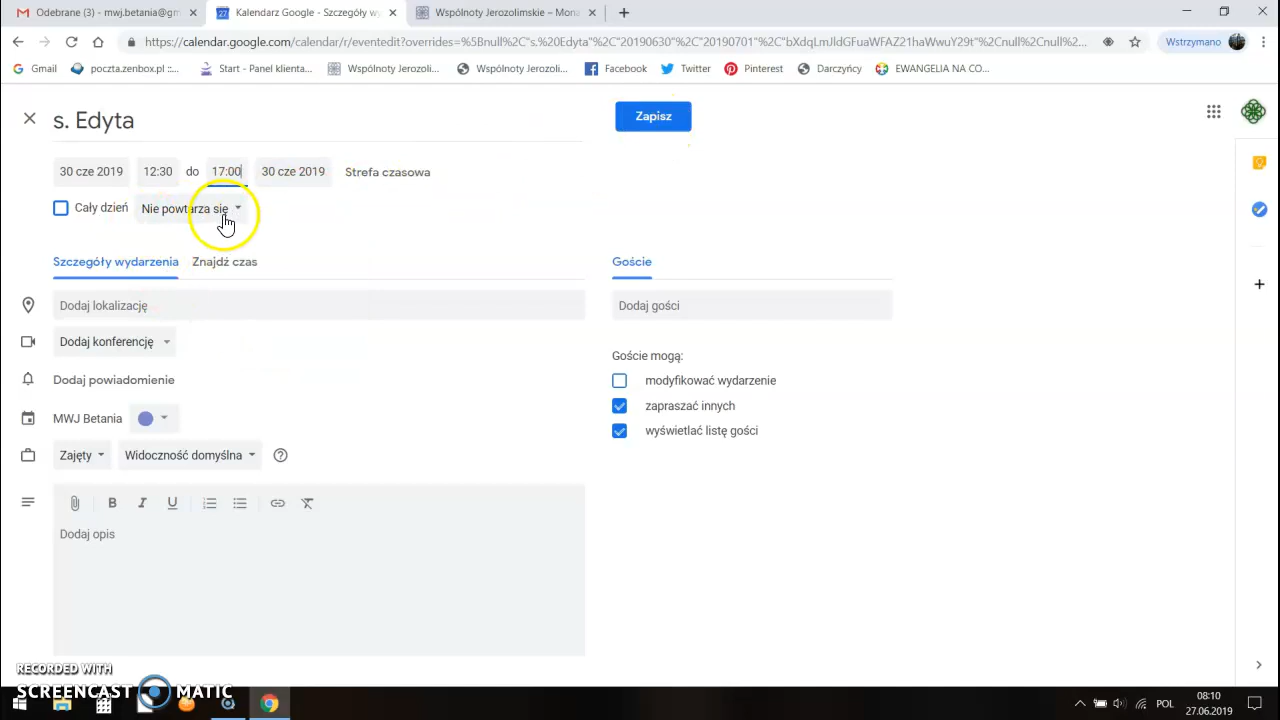 Odebrane (3) - mwj.betania@gm
Kalendarz Google - Szczegóły wy
Wspólnoty Jerozolimskie – Mona
https://calendar.google.com/calendar/r/eventedit?overrides=%5Bnull%2C"s.%20Edyta"%2C"20190630"%2C"20190701"%2C"bXdqLmJldGFuaWFAZ21haWwuY29t"%2Cnull%2Cnull%2...
Wstrzymano
Gmail
poczta.zenbox.pl ::...
Start - Panel klienta...
Wspólnoty Jerozoli...
Wspólnoty Jerozoli...
Facebook
Twitter
Pinterest
Darczyńcy
EWANGELIA NA CO...
s. Edyta
Zapisz
30 cze 2019 12:30 do 17:00 30 cze 2019 Strefa czasowa
Cały dzień Nie powtarza się
Szczegóły wydarzenia Znajdź czas
Goście
Dodaj lokalizację
Dodaj gości
Dodaj konferencję
Goście mogą:
Dodaj powiadomienie
modyfikować wydarzenie
MWJ Betania
zapraszać innych
wyświetlać listę gości
Zajęty Widoczność domyślna
B I U
Dodaj opis
RECORDED WITH
SCREENCAST MATIC
POL
08:10
27.06.2019